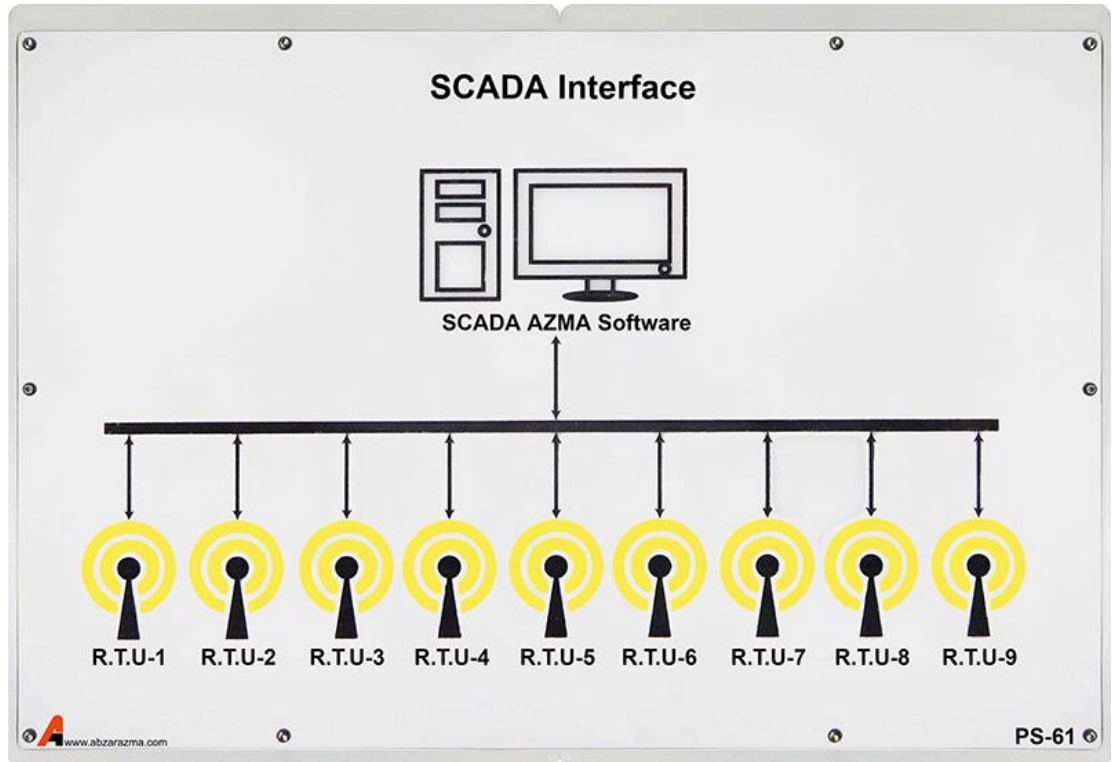 SCADA Interface
SCADA AZMA Software
R.T.U-1 R.T.U-2 R.T.U-3 R.T.U-4 R.T.U-5 R.T.U-6 R.T.U-7 R.T.U-8 R.T.U-9
www.abzarazma.com PS-61